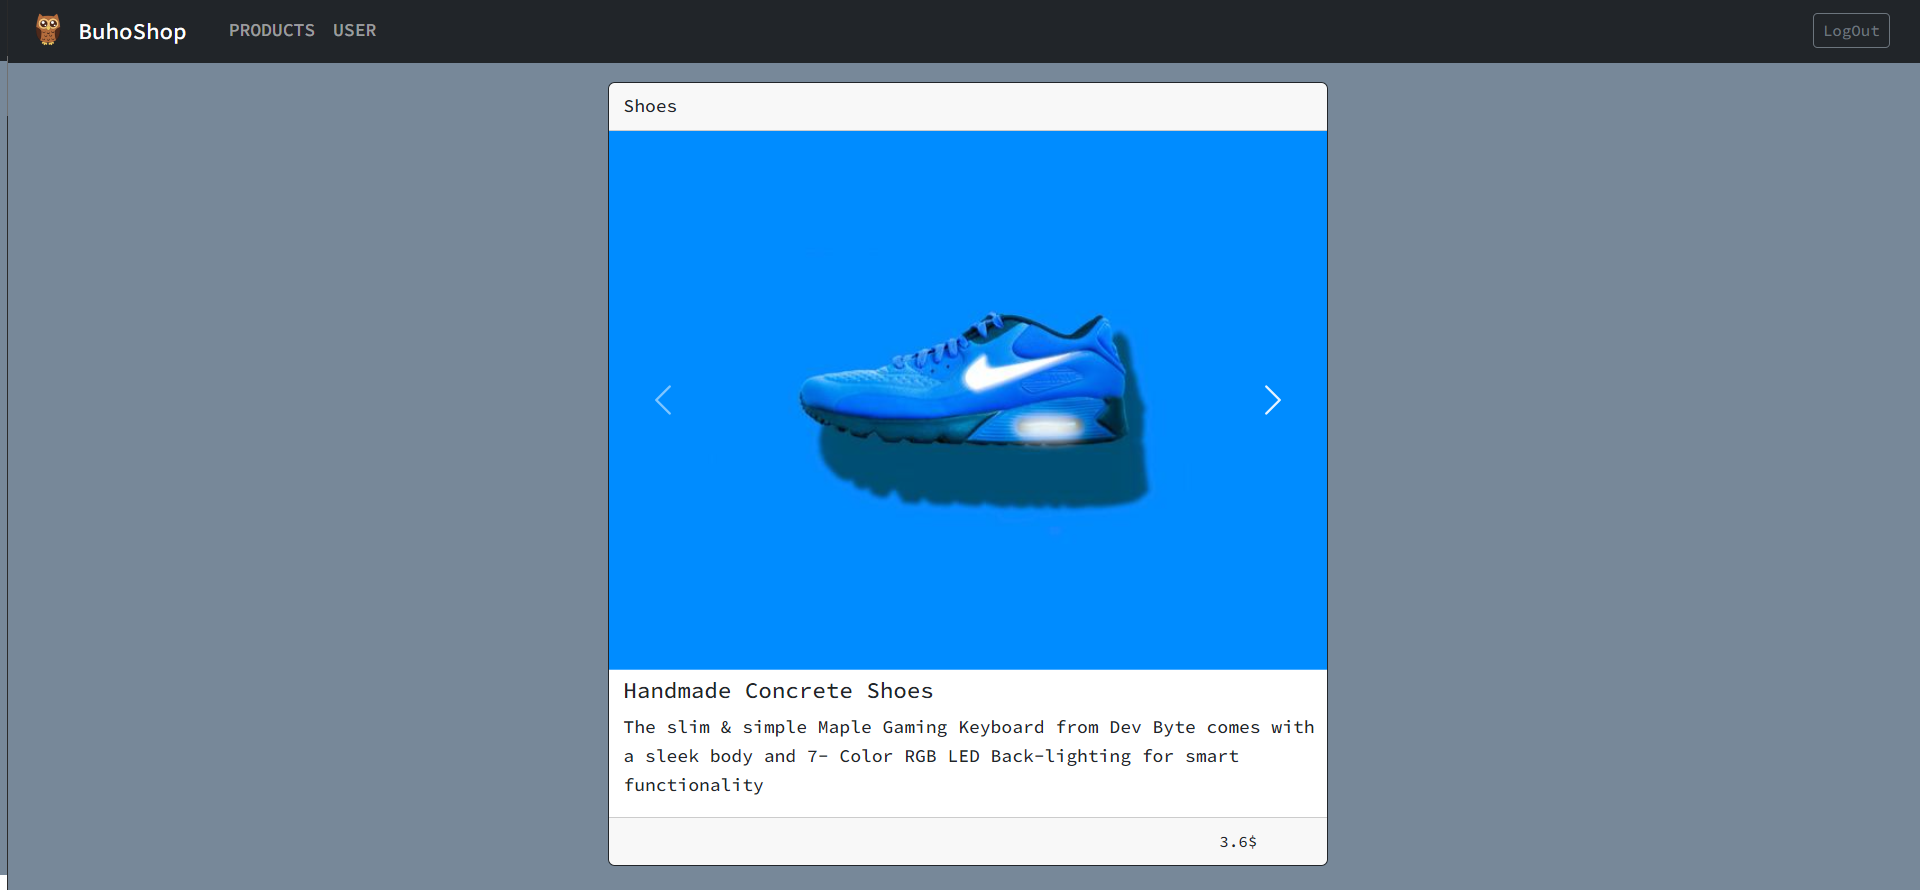 BuhoShop PRODUCTS USER LogOut
Shoes
Handmade Concrete Shoes
The slim & simple Maple Gaming Keyboard from Dev Byte comes with
a sleek body and 7- Color RGB LED Back-lighting for smart
functionality
3.6$